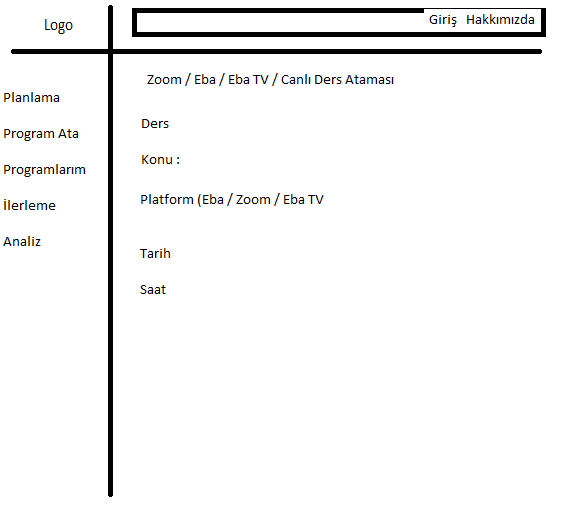 Logo
Giriş Hakkımızda
Planlama
Program Ata
Programlarım
İlerleme
Analiz
Zoom / Eba / Eba TV / Canlı Ders Ataması
Ders
Konu :
Platform (Eba / Zoom / Eba TV
Tarih
Saat